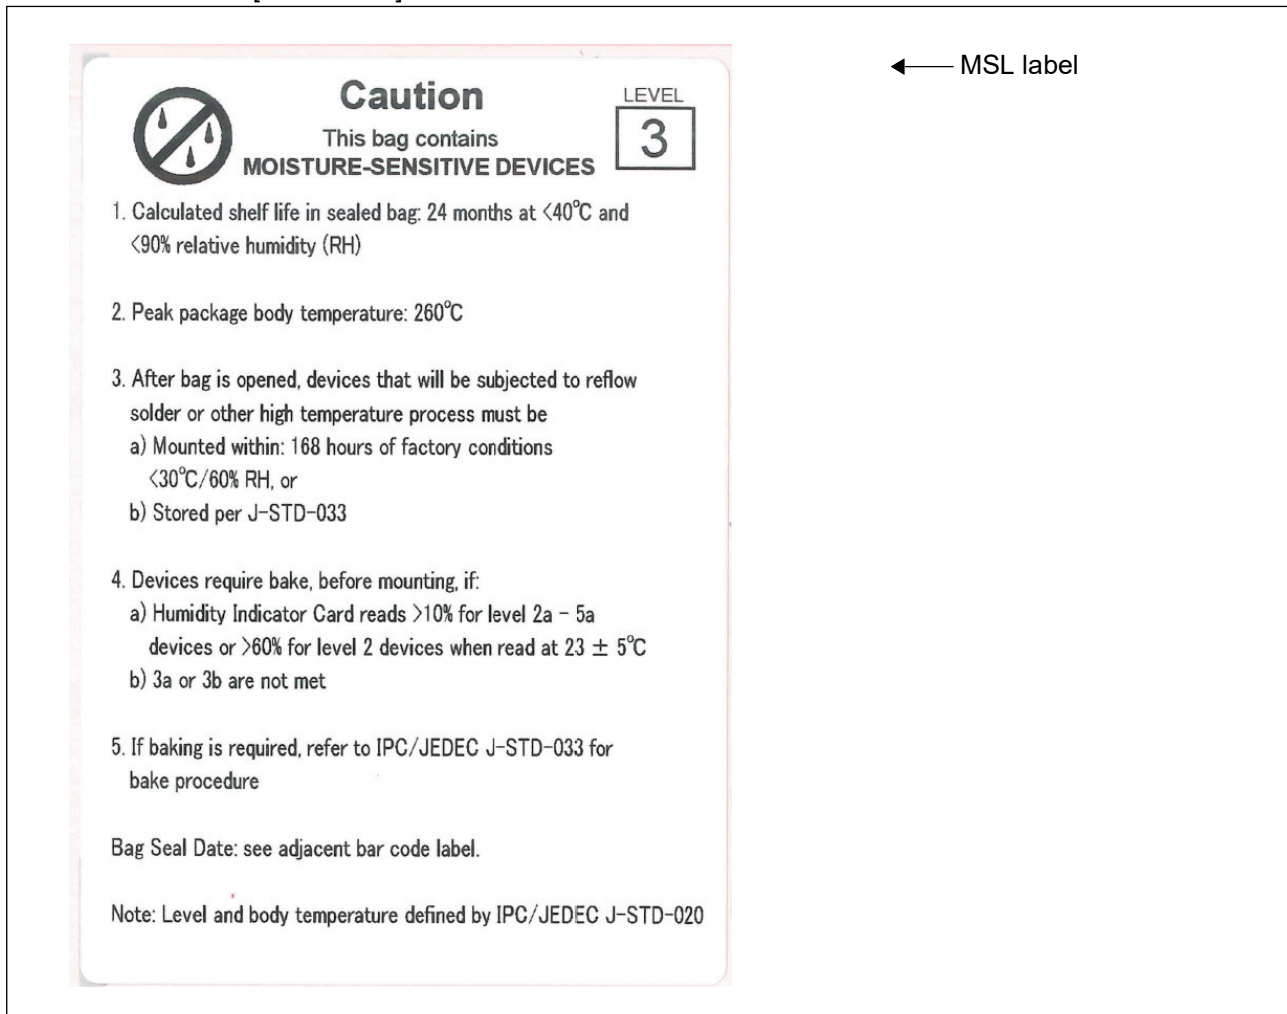 MSL label
Caution
This bag contains
MOISTURE-SENSITIVE DEVICES
LEVEL
3
1. Calculated shelf life in sealed bag: 24 months at <40°C and
<90% relative humidity (RH)
2. Peak package body temperature: 260°C
3. After bag is opened, devices that will be subjected to reflow
solder or other high temperature process must be
a) Mounted within: 168 hours of factory conditions
<30°C/60% RH, or
b) Stored per J-STD-033
4. Devices require bake, before mounting, if:
a) Humidity Indicator Card reads >10% for level 2a - 5a
devices or >60% for level 2 devices when read at 23 ± 5°C
b) 3a or 3b are not met
5. If baking is required, refer to IPC/JEDEC J-STD-033 for
bake procedure
Bag Seal Date: see adjacent bar code label.
Note: Level and body temperature defined by IPC/JEDEC J-STD-020